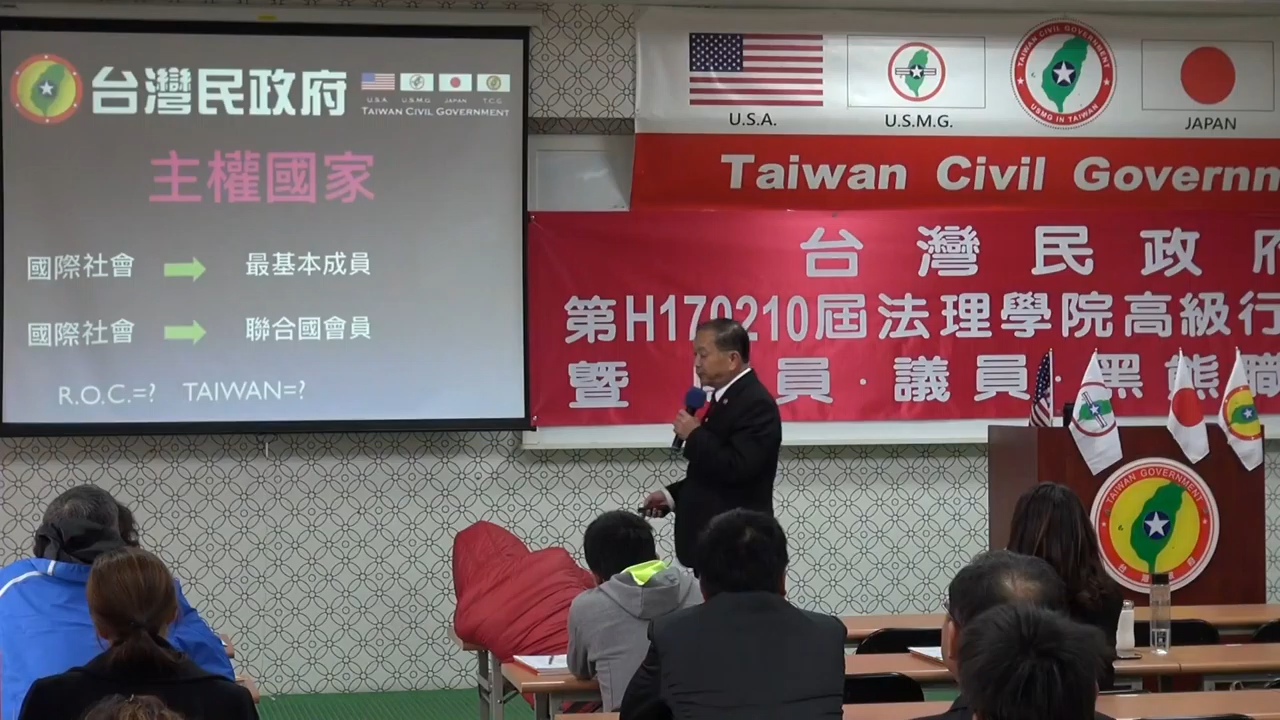 台灣民政府
U.S.A. U.S.M.G. JAPAN T.C.G
TAIWAN CIVIL GOVERNMENT
主權國家
國際社會 最基本成員
國際社會 聯合國會員
R.O.C.=? TAIWAN=?
U.S.A.
U.S.M.G.
TAIWAN CIVIL GOVERNMENT
USMG IN TAIWAN
JAPAN
Taiwan Civil Governm
台灣民政府
第H170210屆法理學院高級行
暨 員·議員·黑熊職
TAIWAN GOVERNMENT